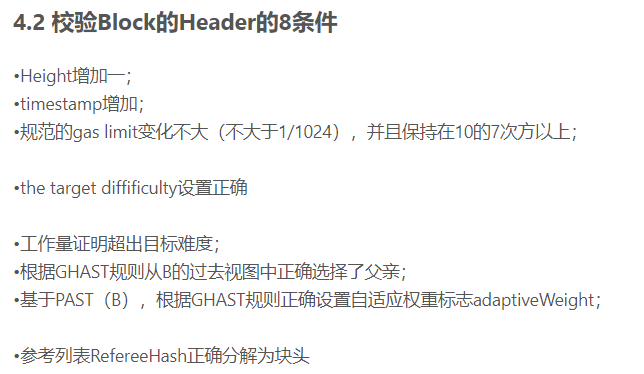 4.2 校验Block的Header的8条件
•Height增加一；
•timestamp增加；
•规范的gas limit变化不大（不大于1/1024），并且保持在10的7次方以上；
•the target diffificulty设置正确
•工作量证明超出目标难度；
•根据GHAST规则从B的过去视图中正确选择了父亲；
•基于PAST（B），根据GHAST规则正确设置自适应权重标志adaptiveWeight；
•参考列表RefereeHash正确分解为块头